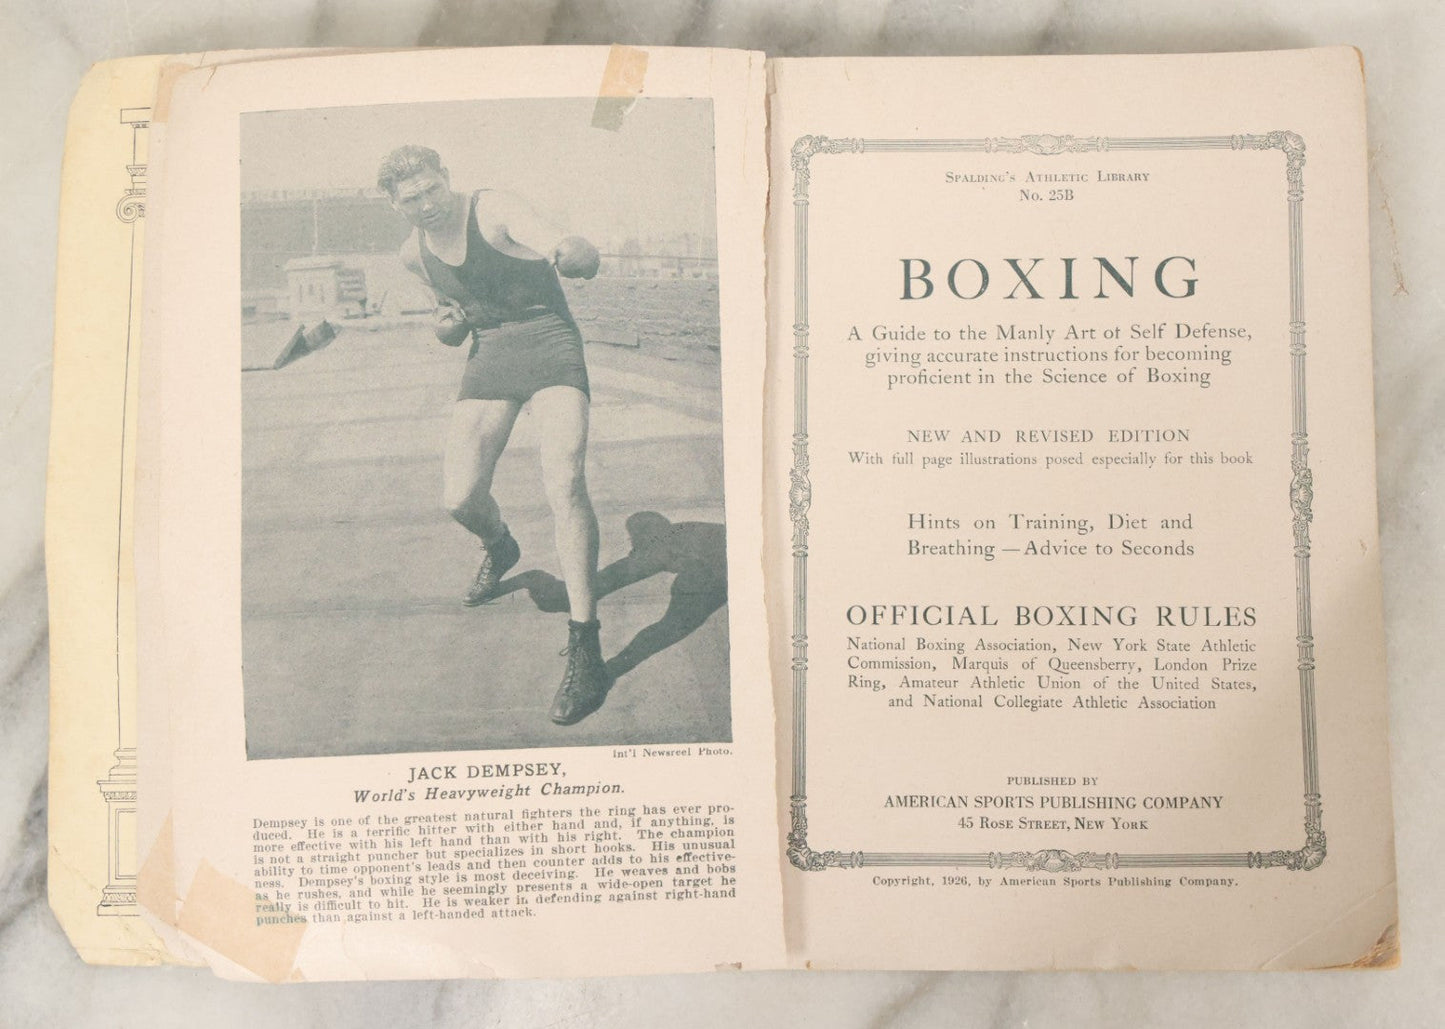 Int'l Newsreel Photo.
JACK DEMPSEY,
World's Heavyweight Champion.
Dempsey is one of the greatest natural fighters the ring has ever pro-
duced. He is a terrific hitter with either hand and, if anything, is
more effective with his left hand than with his right. The champion
is not a straight puncher but specializes in short hooks. His unusual
ability to time opponent's leads and then counter adds to his effective-
ness. Dempsey's boxing style is most deceiving. He weaves and bobs
as he rushes, and while he seemingly presents a wide-open target he
really is difficult to hit. He is weaker in defending against right-hand
punches than against a left-handed attack.
SPALDING'S ATHLETIC LIBRARY
No. 25B
BOXING
A Guide to the Manly Art of Self Defense,
giving accurate instructions for becoming
proficient in the Science of Boxing
NEW AND REVISED EDITION
With full page illustrations posed especially for this book
Hints on Training, Diet and
Breathing — Advice to Seconds
OFFICIAL BOXING RULES
National Boxing Association, New York State Athletic
Commission, Marquis of Queensberry, London Prize
Ring, Amateur Athletic Union of the United States,
and National Collegiate Athletic Association
PUBLISHED BY
AMERICAN SPORTS PUBLISHING COMPANY
45 ROSE STREET, NEW YORK
Copyright, 1926, by American Sports Publishing Company.